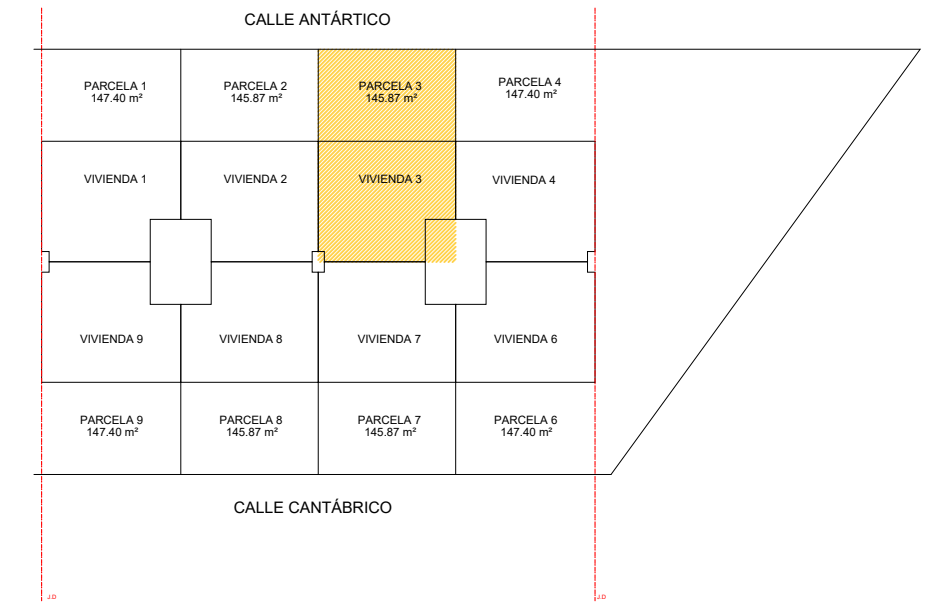 CALLE ANTÁRTICO
PARCELA 1
147.40 m²
PARCELA 2
145.87 m²
PARCELA 3
145.87 m²
PARCELA 4
147.40 m²
VIVIENDA 1
VIVIENDA 2
VIVIENDA 3
VIVIENDA 4
VIVIENDA 9
VIVIENDA 8
VIVIENDA 7
VIVIENDA 6
PARCELA 9
147.40 m²
PARCELA 8
145.87 m²
PARCELA 7
145.87 m²
PARCELA 6
147.40 m²
CALLE CANTÁBRICO